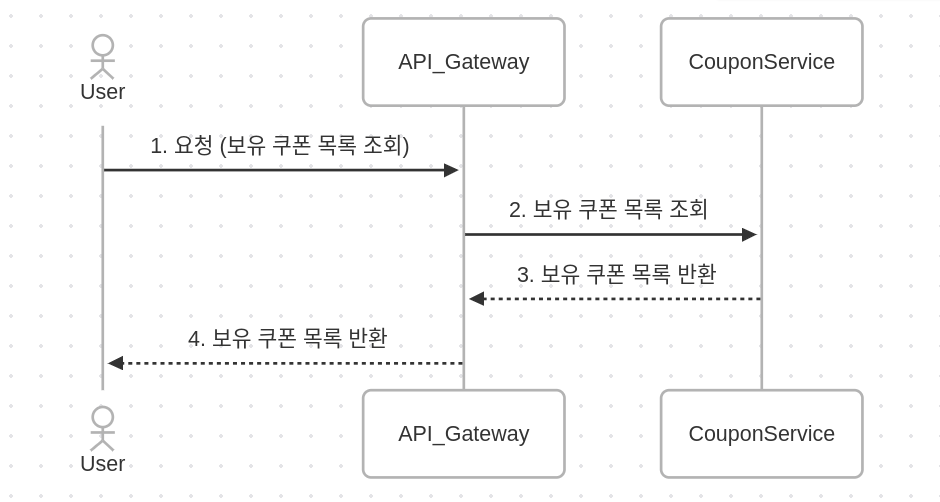 User
API_Gateway
CouponService
1. 요청 (보유 쿠폰 목록 조회)
2. 보유 쿠폰 목록 조회
3. 보유 쿠폰 목록 반환
4. 보유 쿠폰 목록 반환
User
API_Gateway
CouponService